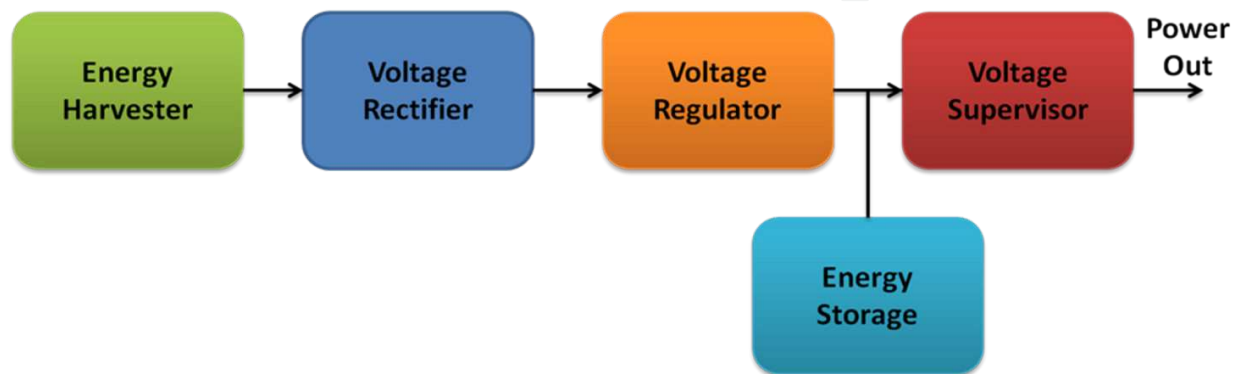 Energy
Harvester
Voltage
Rectifier
Voltage
Regulator
Voltage
Supervisor
Power
Out
Energy
Storage